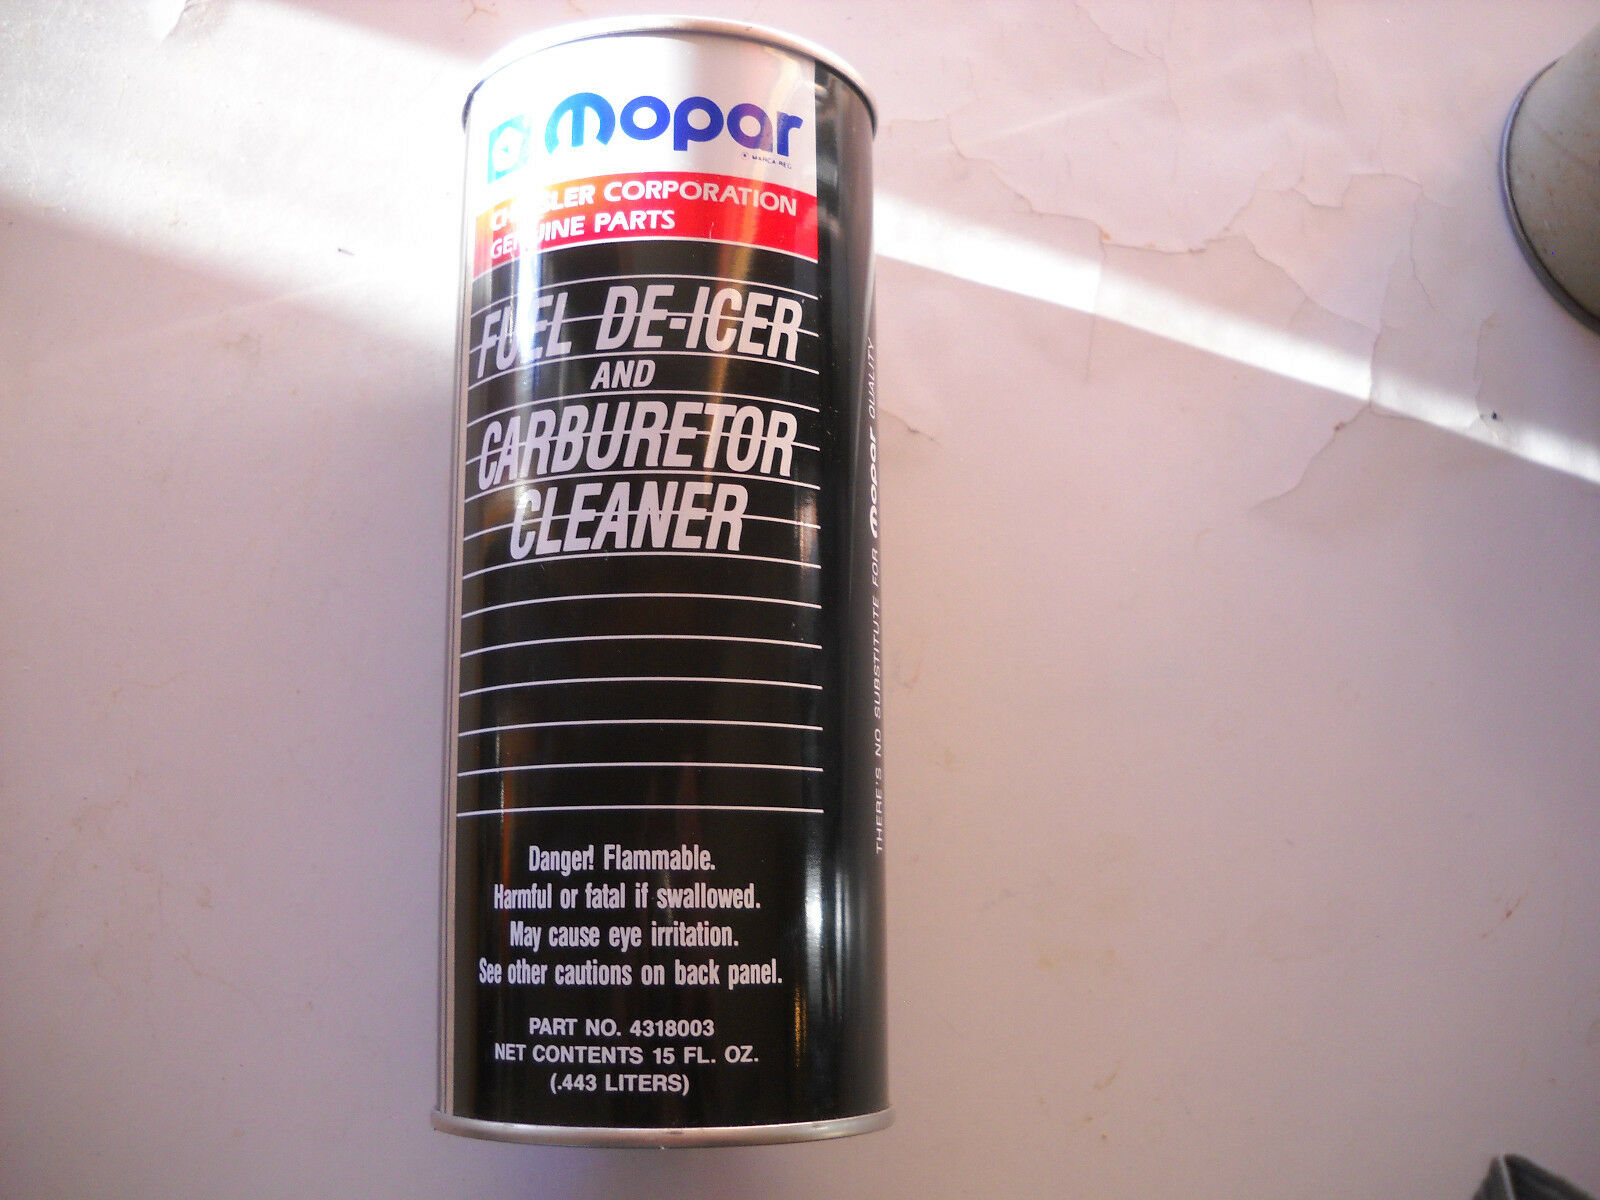 mopar
MARCA REG
CHRYSLER CORPORATION
GENUINE PARTS
FUEL DE-ICER
AND
CARBURETOR
CLEANER
Danger! Flammable.
Harmful or fatal if swallowed.
May cause eye irritation.
See other cautions on back panel.
PART NO. 4318003
NET CONTENTS 15 FL. OZ.
(.443 LITERS)
THERE'S NO SUBSTITUTE FOR mopar QUALITY